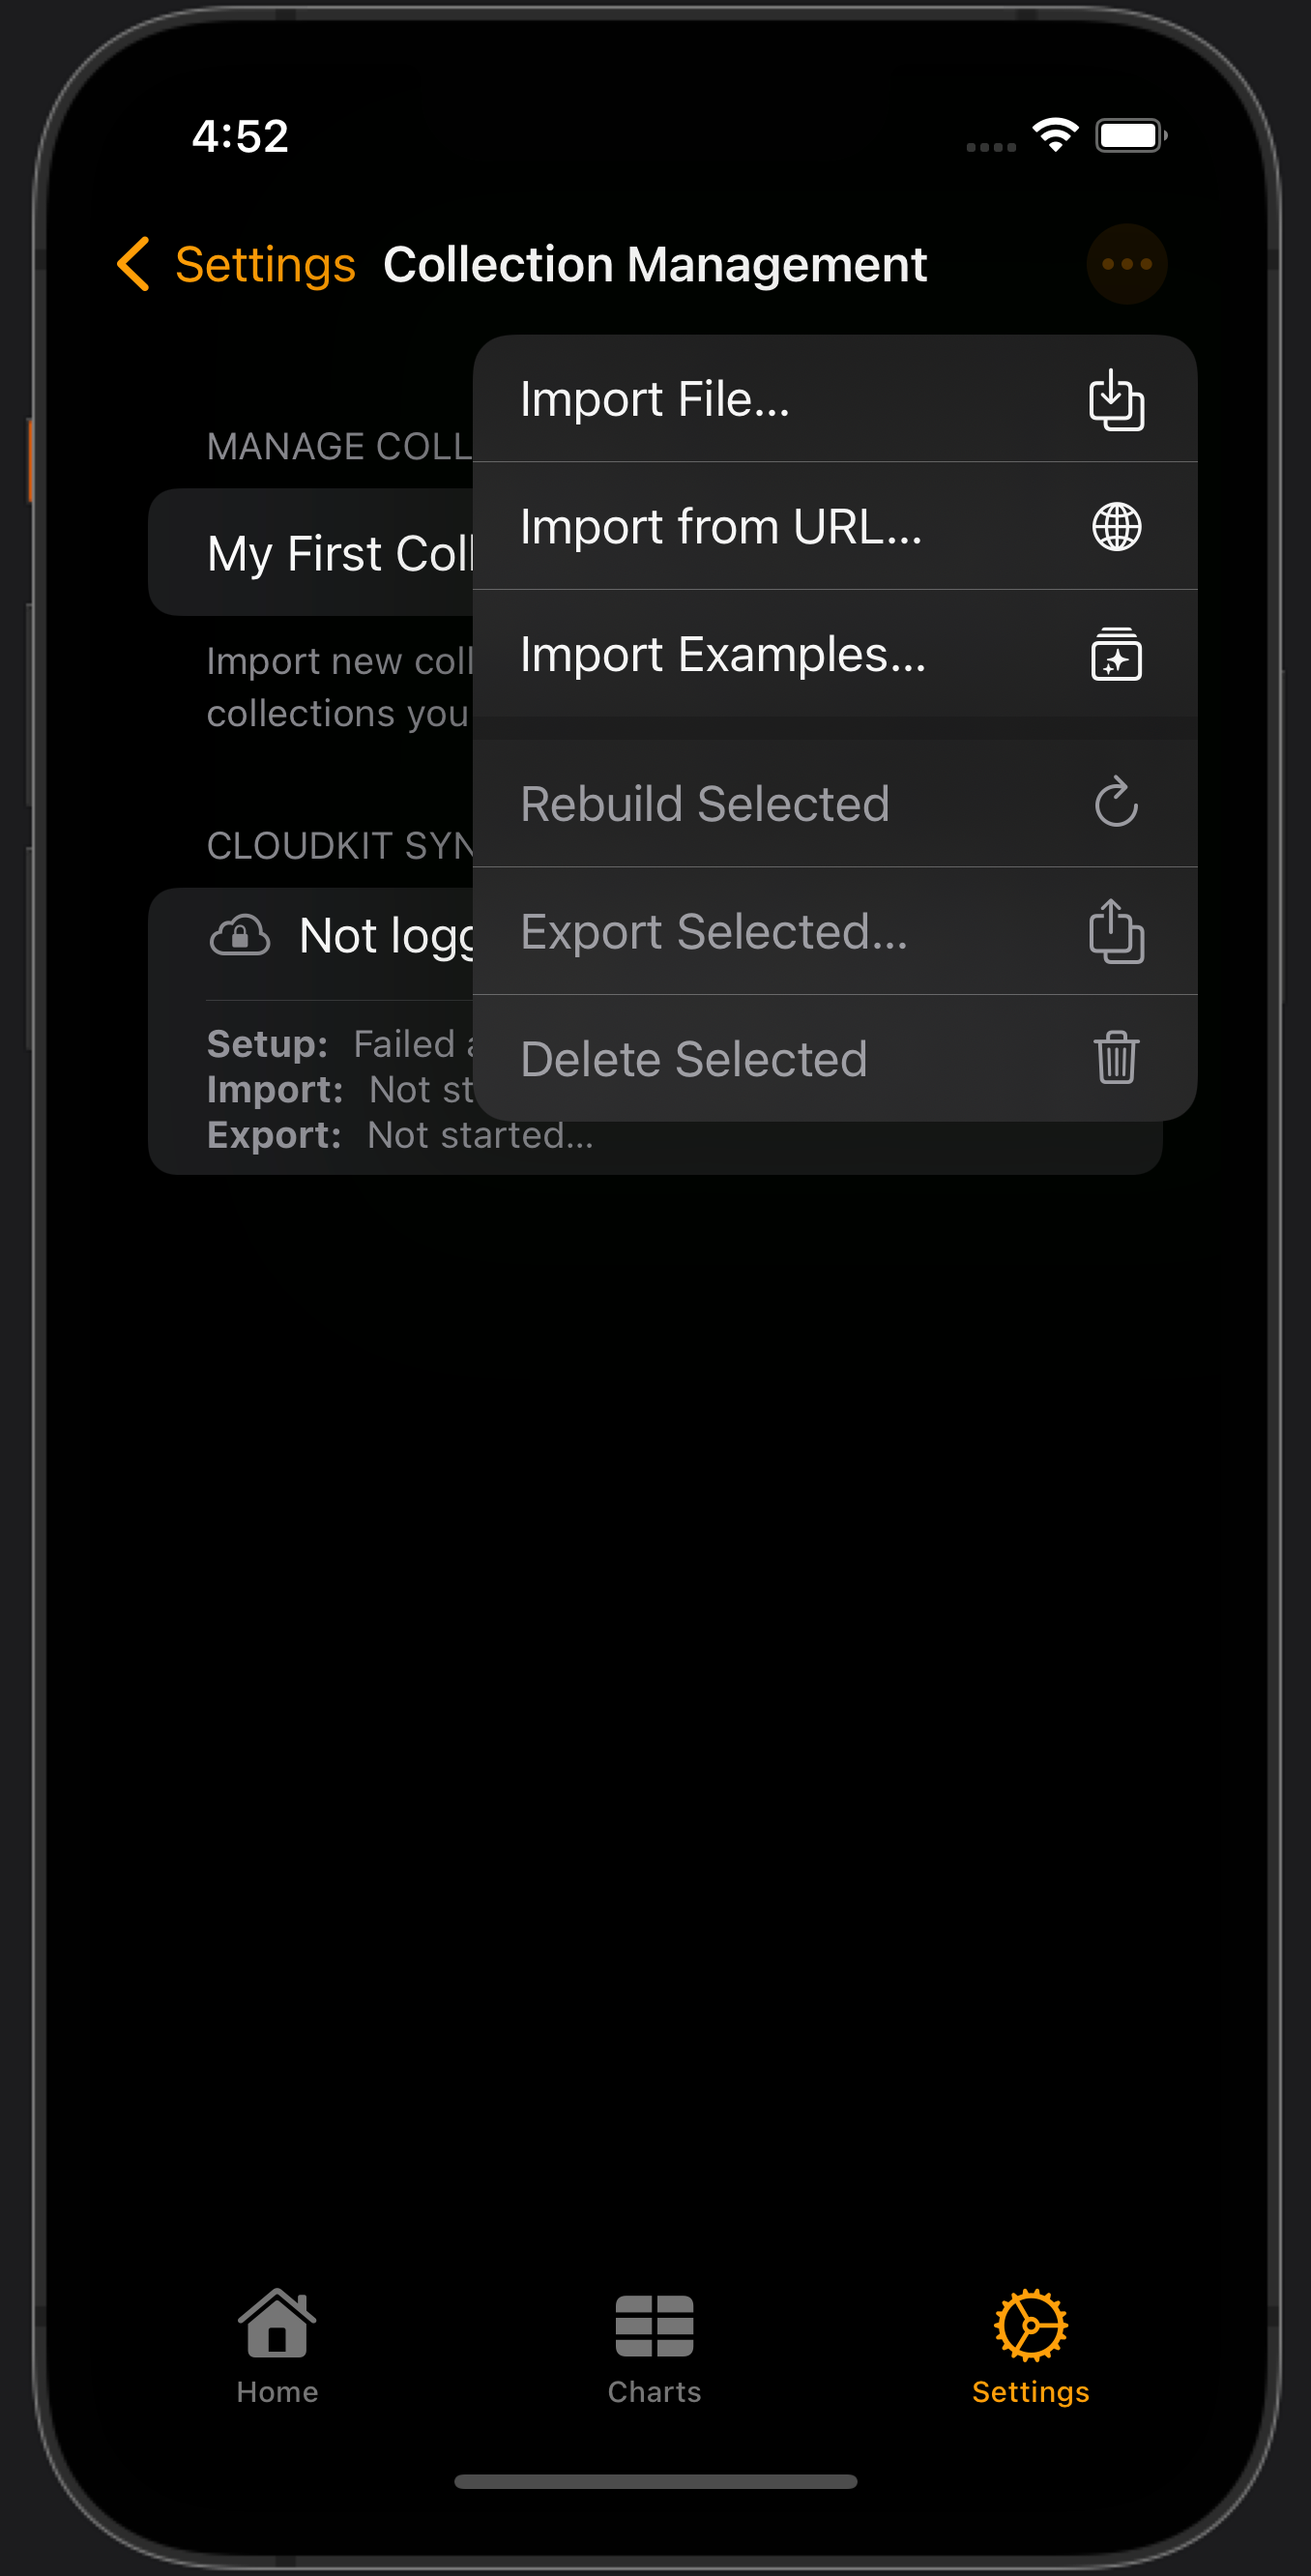 4:52
Settings Collection Management
Import File...
MANAGE COLL
My First Coll
Import from URL...
Import new coll
Import Examples...
collections you
Rebuild Selected
CLOUDKIT SYN
Not logg
Export Selected...
Setup: Failed
Delete Selected
Import: Not st
Export: Not started...
Home
Charts
Settings